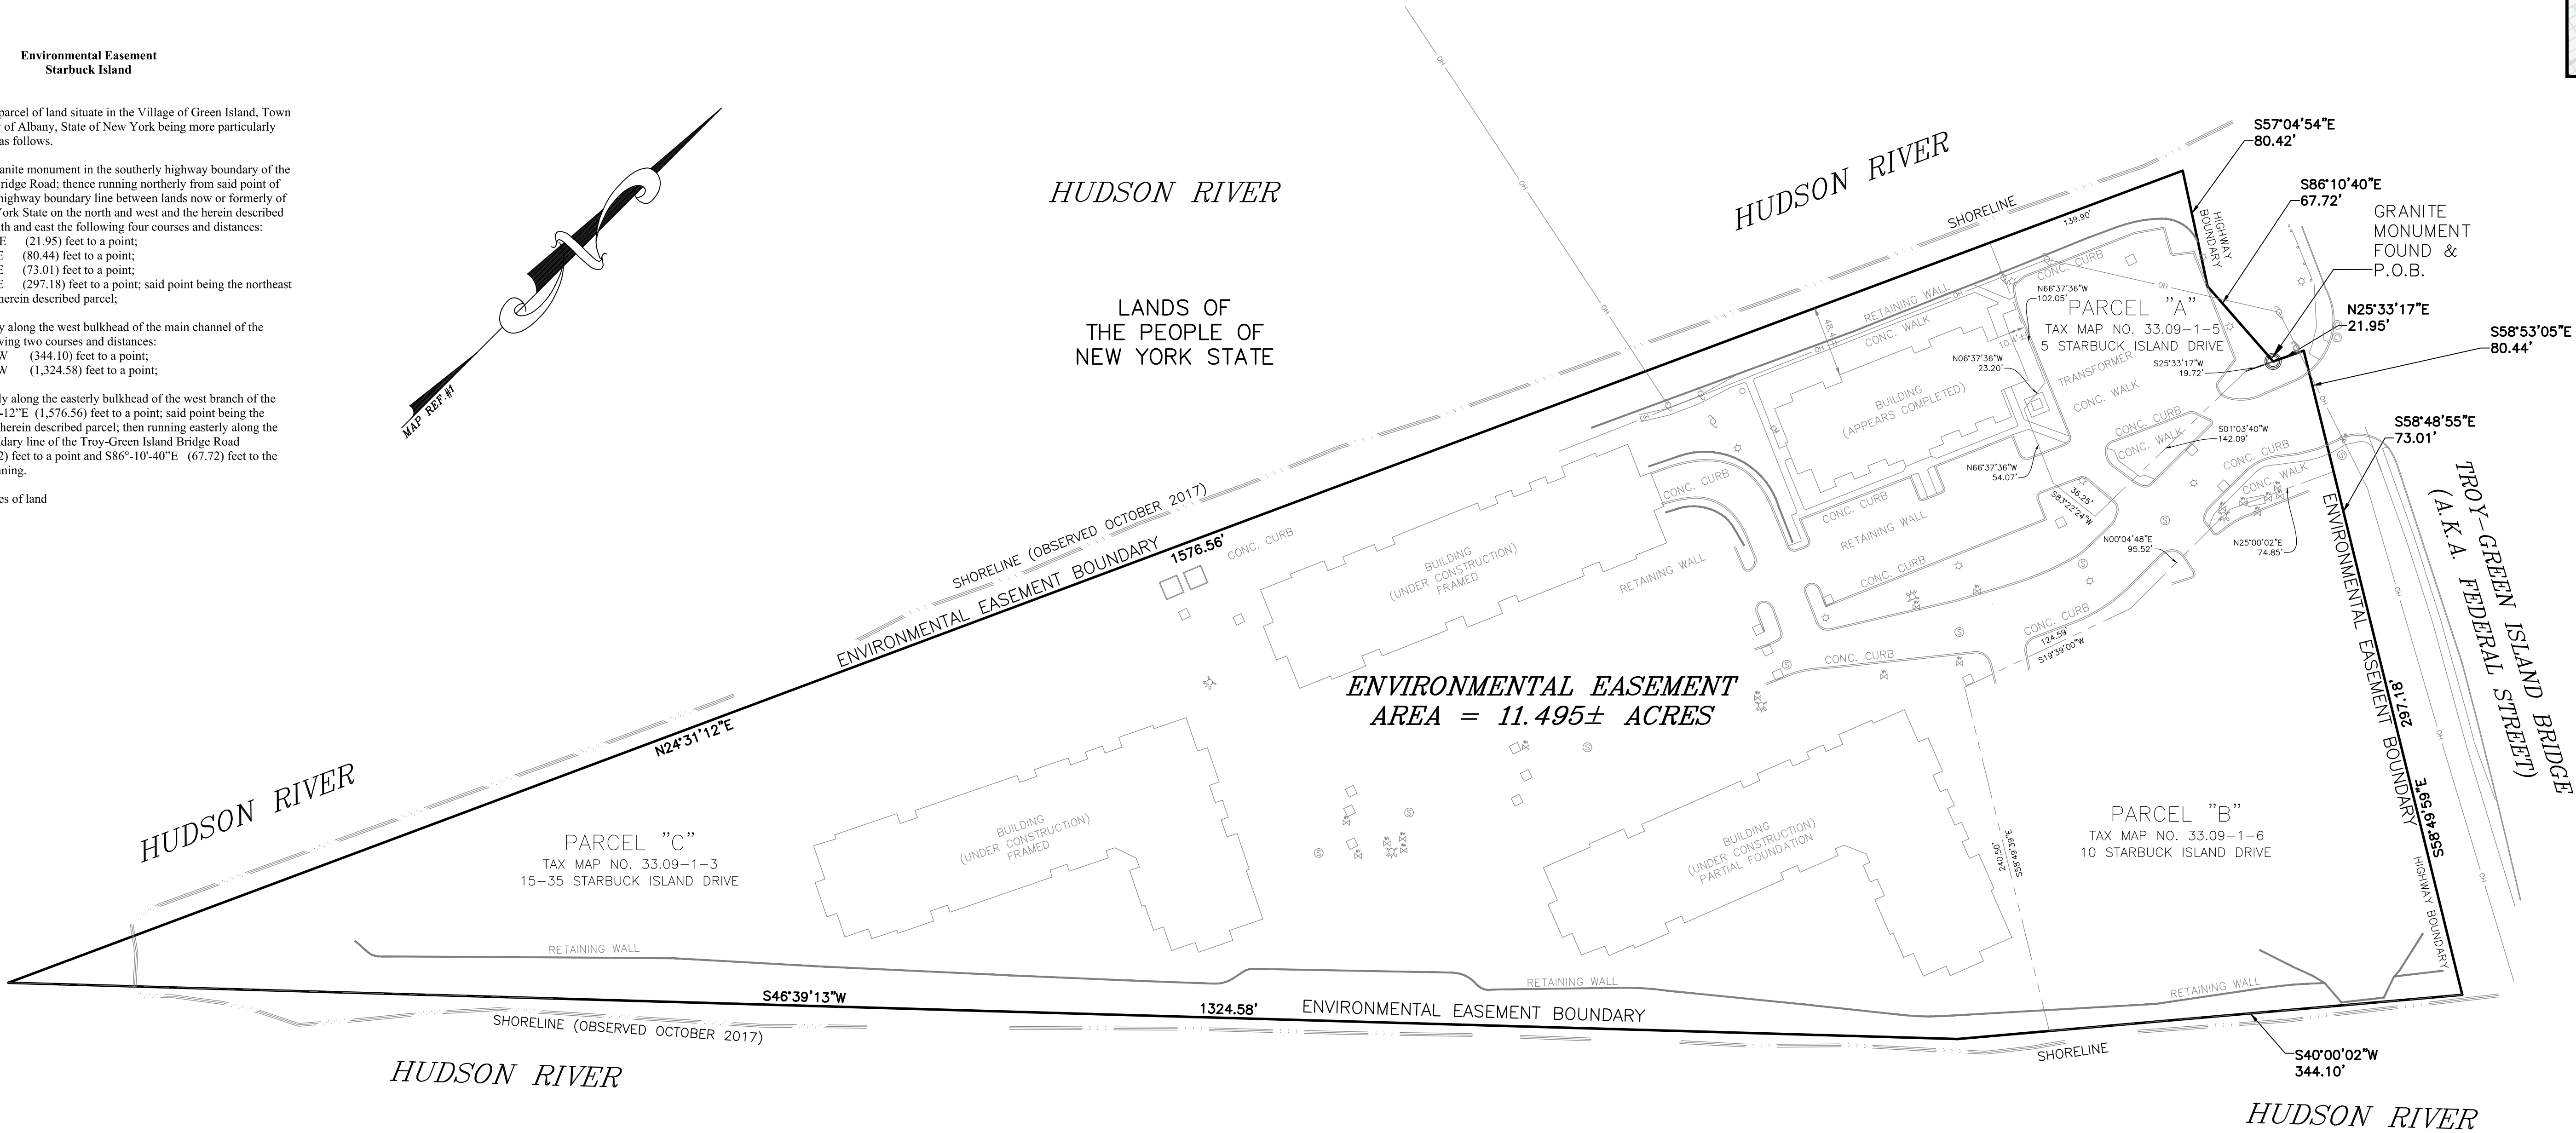 Environmental Easement
Starbuck Island
parcel of land situate in the Village of Green Island, Town
of Albany, State of New York being more particularly
as follows.
anite monument in the southerly highway boundary of the
ridge Road; thence running northerly from said point of
highway boundary line between lands now or formerly of
ork State on the north and west and the herein described
th and east the following four courses and distances:
E (21.95) feet to a point;
E (80.44) feet to a point;
E (73.01) feet to a point;
E (297.18) feet to a point; said point being the northeast
herein described parcel;
y along the west bulkhead of the main channel of the
wing two courses and distances:
W (344.10) feet to a point;
W (1,324.58) feet to a point;
ly along the easterly bulkhead of the west branch of the
-12”E (1,576.56) feet to a point; said point being the
herein described parcel; then running easterly along the
dary line of the Troy-Green Island Bridge Road
2) feet to a point and S86°-10'-40”E (67.72) feet to the
nning.
es of land
MAP REF.#1
HUDSON RIVER
LANDS OF
THE PEOPLE OF
NEW YORK STATE
HUDSON RIVER
SHORELINE
139.90'
S57°04'54"E
80.42'
HIGHWAY
BOUNDARY
S86°10'40"E
67.72'
GRANITE
MONUMENT
FOUND &
P.O.B.
N25°33'17"E
21.95'
S58°53'05"E
80.44'
S58°48'55"E
73.01'
TROY-GREEN ISLAND BRIDGE
(A.K.A. FEDERAL STREET)
OH
OH
OH
OH
OH
OH
OH
OH
OH
OH
OH
OH
CONC. CURB
N66°37'36"W
102.05'
PARCEL "A"
TAX MAP NO. 33.09-1-5
5 STARBUCK ISLAND DRIVE
RETAINING WALL
CONC. WALK
10.4'±
N06°37'36"W
23.20'
S25°33'17"W
19.72'
TRANSFORMER
CONC. WALK
BUILDING
(APPEARS COMPLETED)
CONC. CURB
CONC. WALK
S01°03'40"W
142.09'
CONC. CURB
CONC. WALK
N66°37'36"W
54.07'
36.25'
S83°22'24"W
N25°00'02"E
74.85'
N00°04'48"E
95.52'
CONC. CURB
CONC. CURB
RETAINING WALL
CONC. CURB
CONC. CURB
124.59'
S19°39'00"W
CONC. CURB
SHORELINE (OBSERVED OCTOBER 2017)
ENVIRONMENTAL EASEMENT BOUNDARY
1576.56'
CONC. CURB
BUILDING
(UNDER CONSTRUCTION)
FRAMED
RETAINING WALL
ENVIRONMENTAL EASEMENT
AREA = 11.495± ACRES
ENVIRONMENTAL EASEMENT BOUNDARY
297.18'
S58°49'59"E
HIGHWAY BOUNDARY
N24°31'12"E
HUDSON RIVER
PARCEL "C"
TAX MAP NO. 33.09-1-3
15-35 STARBUCK ISLAND DRIVE
BUILDING
(UNDER CONSTRUCTION)
FRAMED
BUILDING
(UNDER CONSTRUCTION)
PARTIAL FOUNDATION
240.50'
S58°49'39"E
PARCEL "B"
TAX MAP NO. 33.09-1-6
10 STARBUCK ISLAND DRIVE
RETAINING WALL
RETAINING WALL
RETAINING WALL
S46°39'13"W
1324.58'
ENVIRONMENTAL EASEMENT BOUNDARY
SHORELINE (OBSERVED OCTOBER 2017)
SHORELINE
S40°00'02"W
344.10'
HUDSON RIVER
HUDSON RIVER